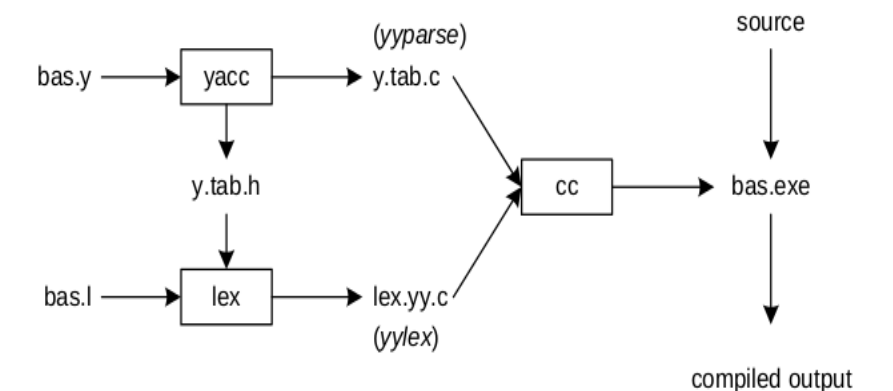 (yyparse)
source
bas.y
yacc
y.tab.c
y.tab.h
cc
bas.exe
bas.l
lex
lex.yy.c
(yylex)
compiled output